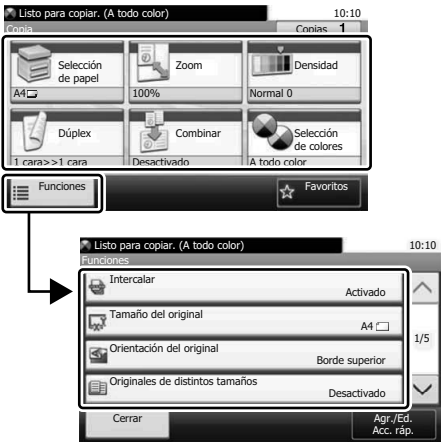 Listo para copiar. (A todo color)
10:10
Copia
Copias 1
Selección
de papel
A4
Zoom
100%
Densidad
Normal 0
Dúplex
1 cara>>1 cara
Combinar
Desactivado
Selección
de colores
A todo color
Funciones
Favoritos
Listo para copiar. (A todo color)
10:10
Funciones
Intercalar
Activado
Tamaño del original
A4
1/5
Orientación del original
Borde superior
Originales de distintos tamaños
Desactivado
Cerrar
Agr./Ed.
Acc. ráp.